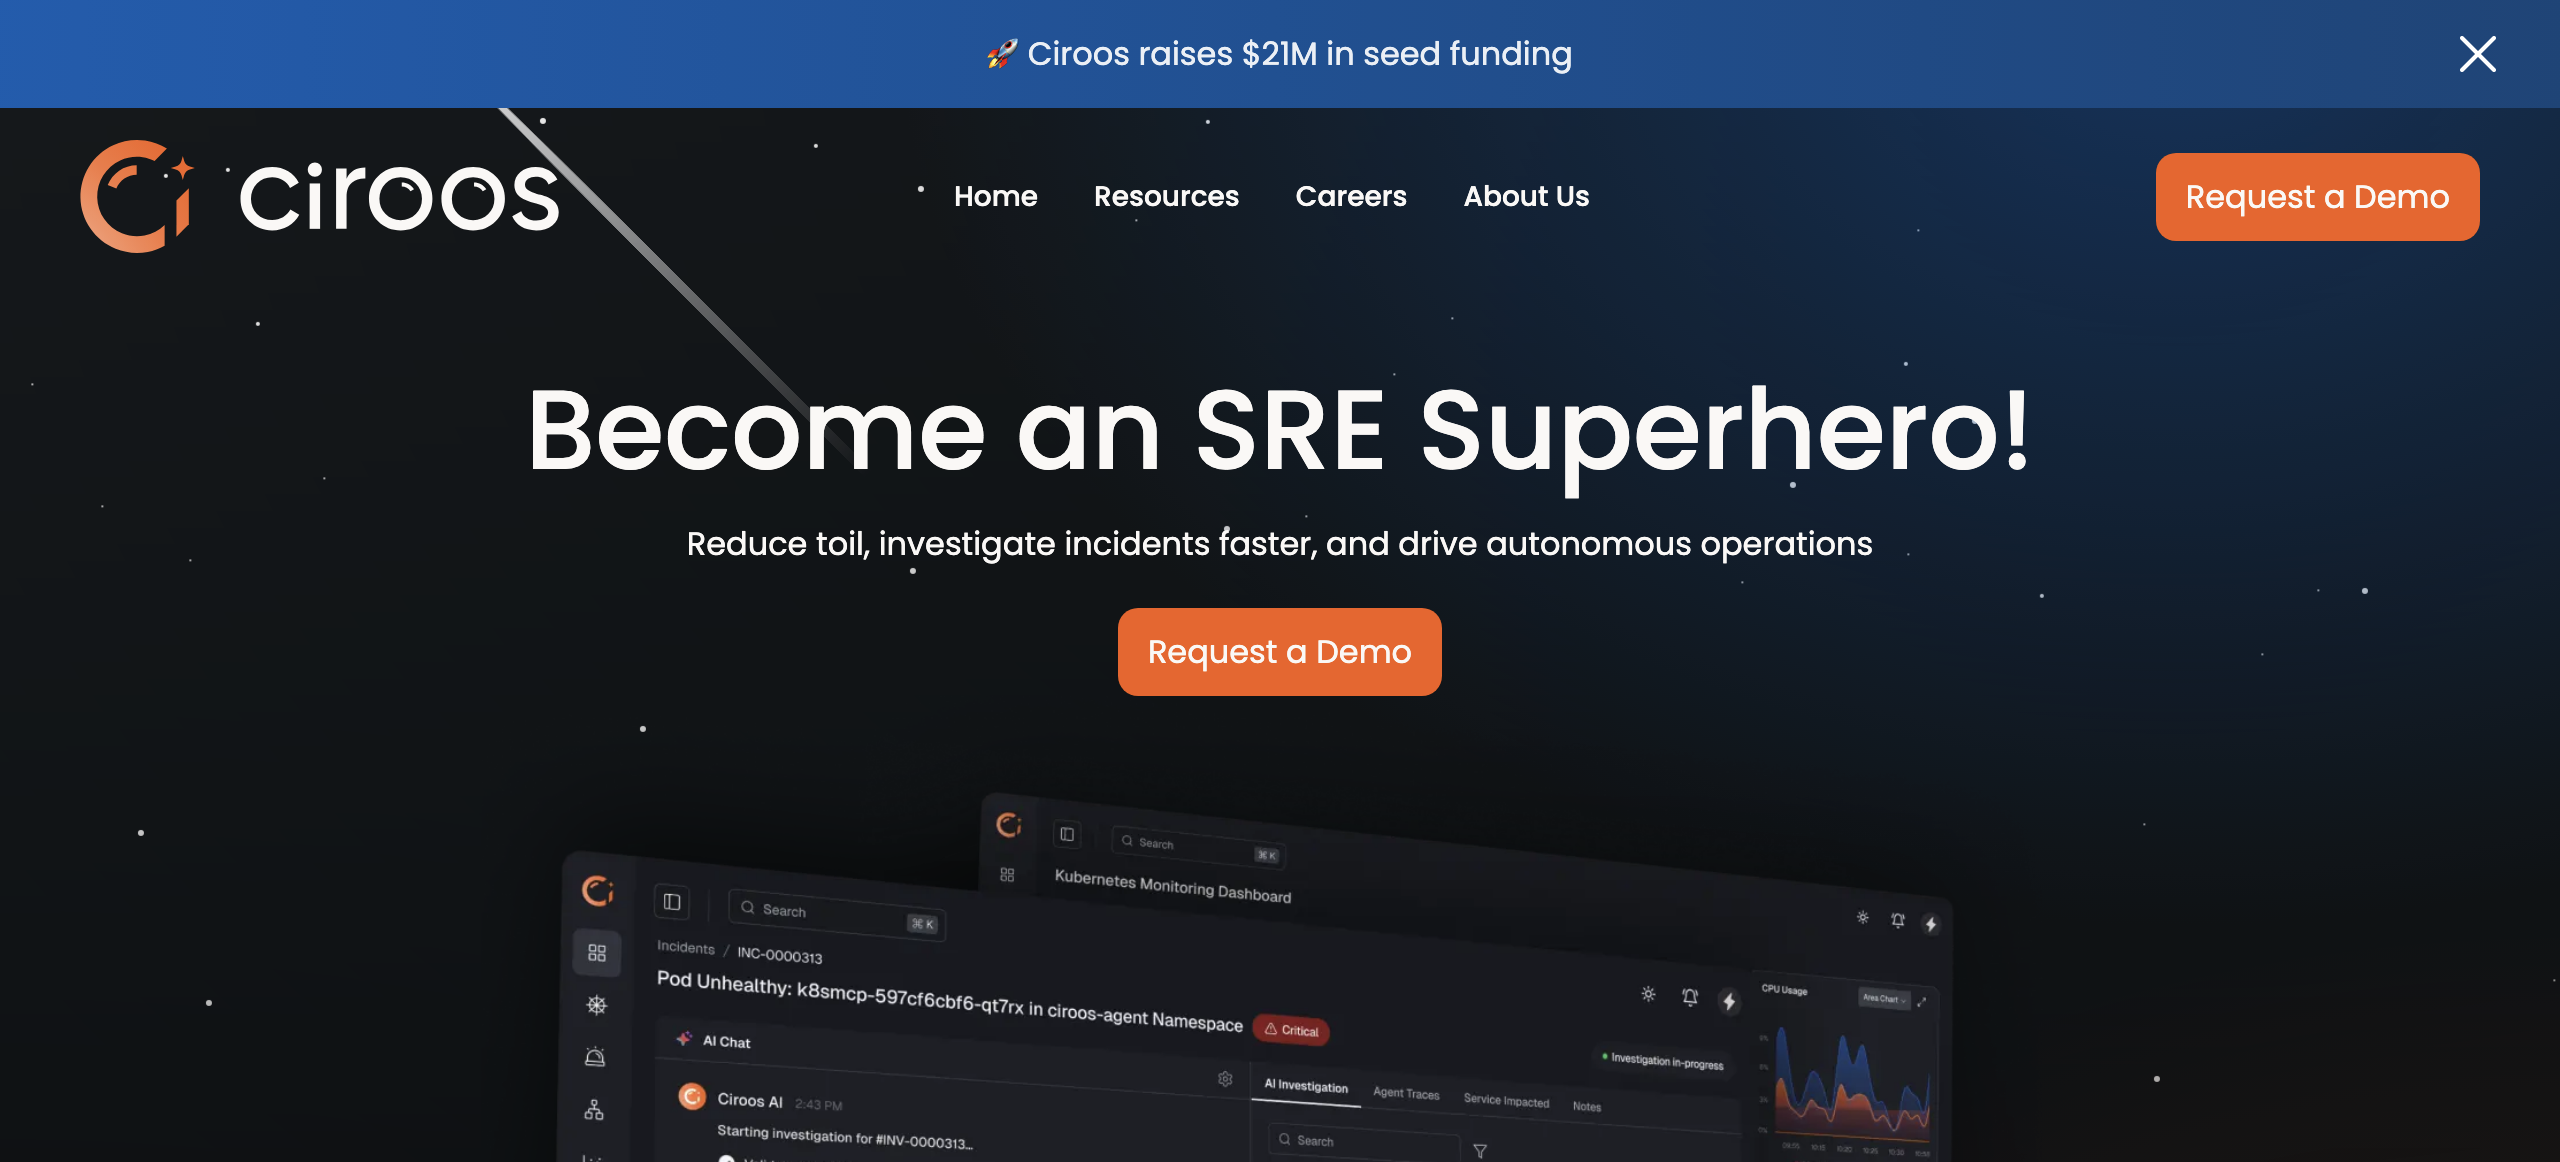 🚀 Ciroos raises $21M in seed funding
ciroos
Home Resources Careers About Us
Request a Demo
Become an SRE Superhero!
Reduce toil, investigate incidents faster, and drive autonomous operations
Request a Demo
Search ⌘ K
Kubernetes Monitoring Dashboard
Search ⌘ K
Incidents / INC-0000313
Pod Unhealthy: k8smcp-597cf6cbf6-qt7rx in ciroos-agent Namespace Critical
Investigation in-progress
AI Chat
Ciroos AI 2:43 PM
Starting investigation for #INV-0000313...
AI Investigation Agent Traces Service Impacted Notes
Search
CPU Usage Area Chart